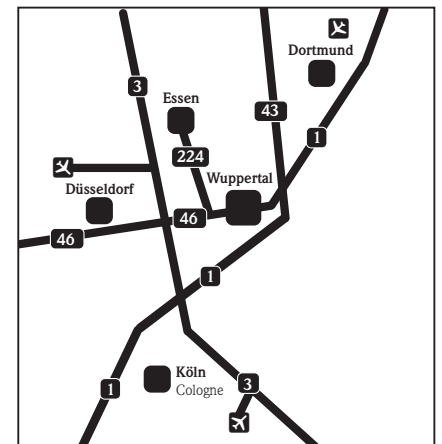 Dortmund
3
Essen
43
1
224
Wuppertal
Düsseldorf
46
46
1
Köln
Cologne
3
1